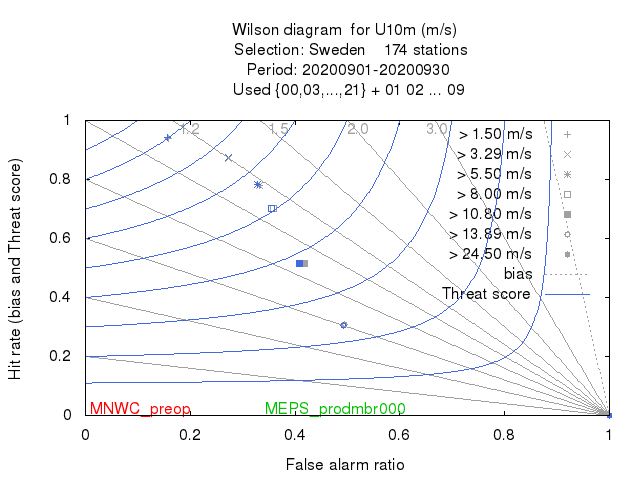 Wilson diagram for U10m (m/s)
Selection: Sweden 174 stations
Period: 20200901-20200930
Used {00,03,...,21} + 01 02 ... 09
1.2 1.5 2.0 3.0
> 1.50 m/s
> 3.29 m/s
> 5.50 m/s
> 8.00 m/s
> 10.80 m/s
> 13.89 m/s
> 24.50 m/s
bias
Threat score
Hit rate (bias and Threat score)
1
0.8
0.6
0.4
0.2
0
MNWC_preop MEPS_prodmbr000
0 0.2 0.4 0.6 0.8 1
False alarm ratio